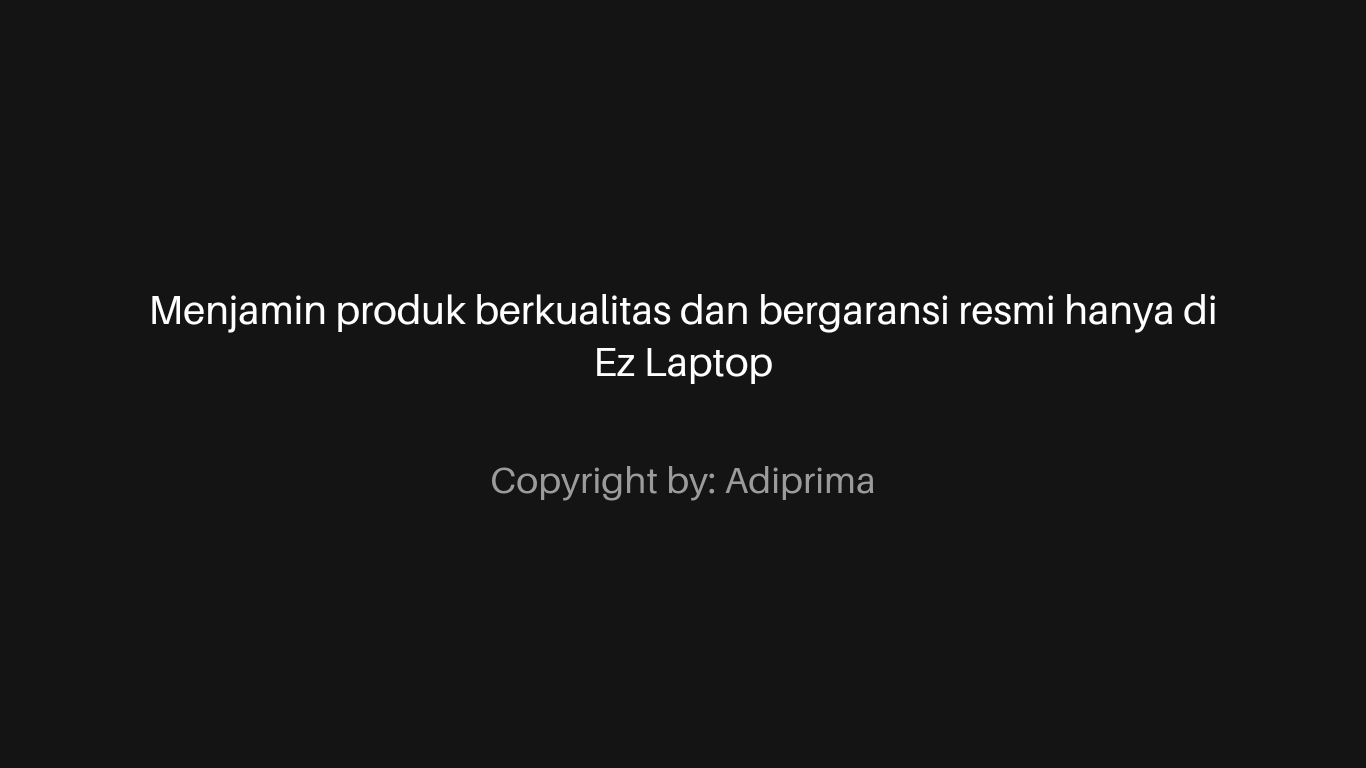 Menjamin produk berkualitas dan bergaransi resmi hanya di
Ez Laptop
Copyright by: Adiprima